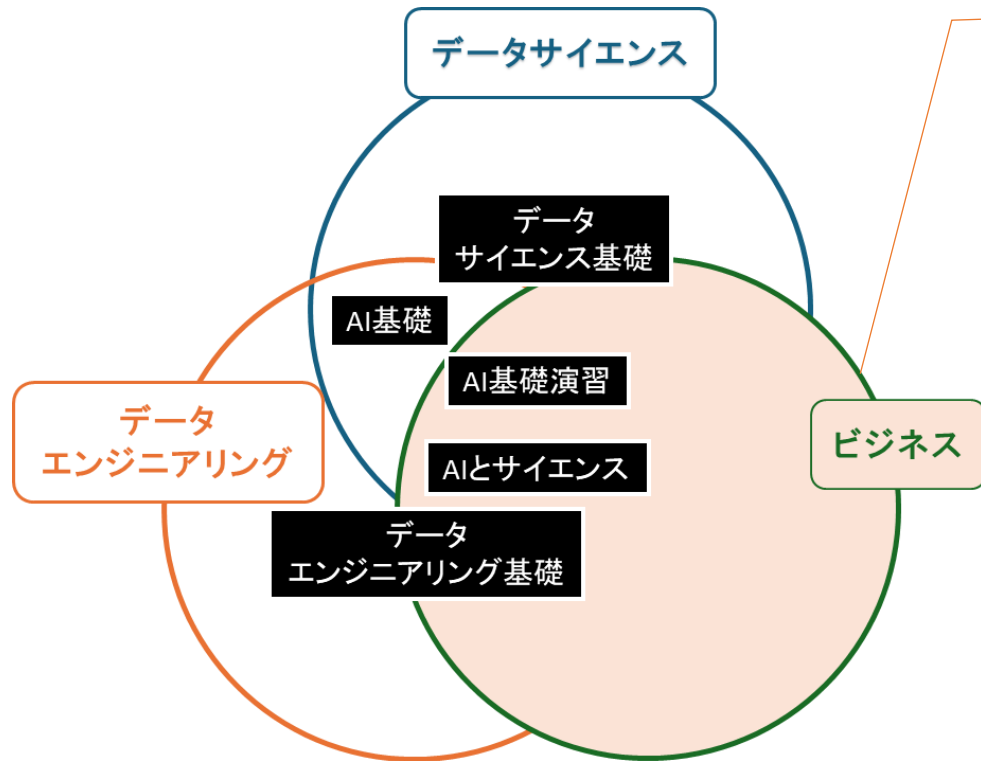 データサイエンス
データ
サイエンス基礎
AI基礎
AI基礎演習
データ
エンジニアリング
ビジネス
AIとサイエンス
データ
エンジニアリング基礎